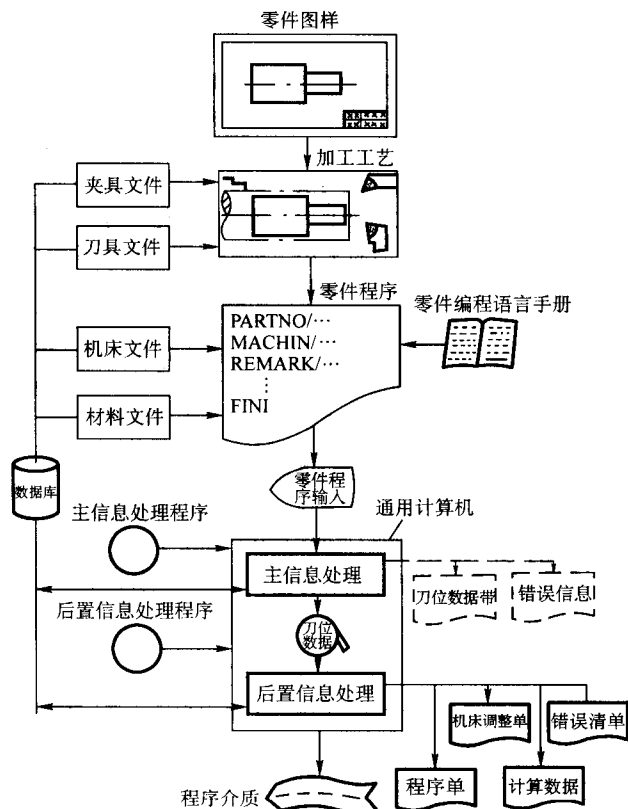 零件图样
××××
××××
加工工艺
夹具文件
刀具文件
零件程序
零件编程语言手册
PARTNO/…
MACHIN/…
REMARK/…
⋮
FINI
机床文件
材料文件
数据库
零件程
序输入
通用计算机
主信息处理程序
主信息处理
刀位数据带
错误信息
后置信息处理程序
刀位
数据
后置信息处理
机床调整单
错误清单
程序单
计算数据
程序介质